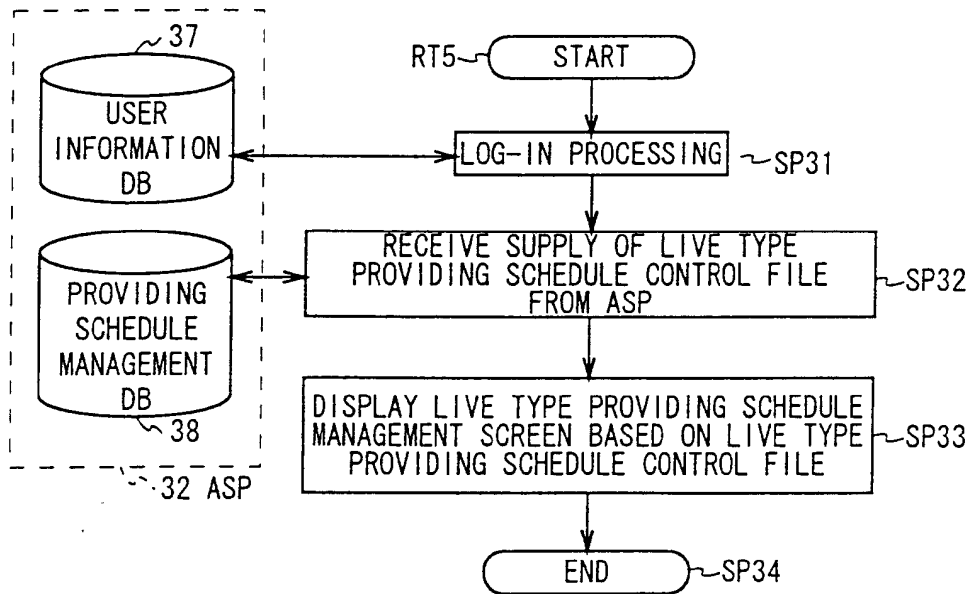 37
USER
INFORMATION
DB
PROVIDING
SCHEDULE
MANAGEMENT
DB
38
32 ASP
RT5
START
LOG-IN PROCESSING
SP31
RECEIVE SUPPLY OF LIVE TYPE
PROVIDING SCHEDULE CONTROL FILE
FROM ASP
SP32
DISPLAY LIVE TYPE PROVIDING SCHEDULE
MANAGEMENT SCREEN BASED ON LIVE TYPE
PROVIDING SCHEDULE CONTROL FILE
SP33
END
SP34